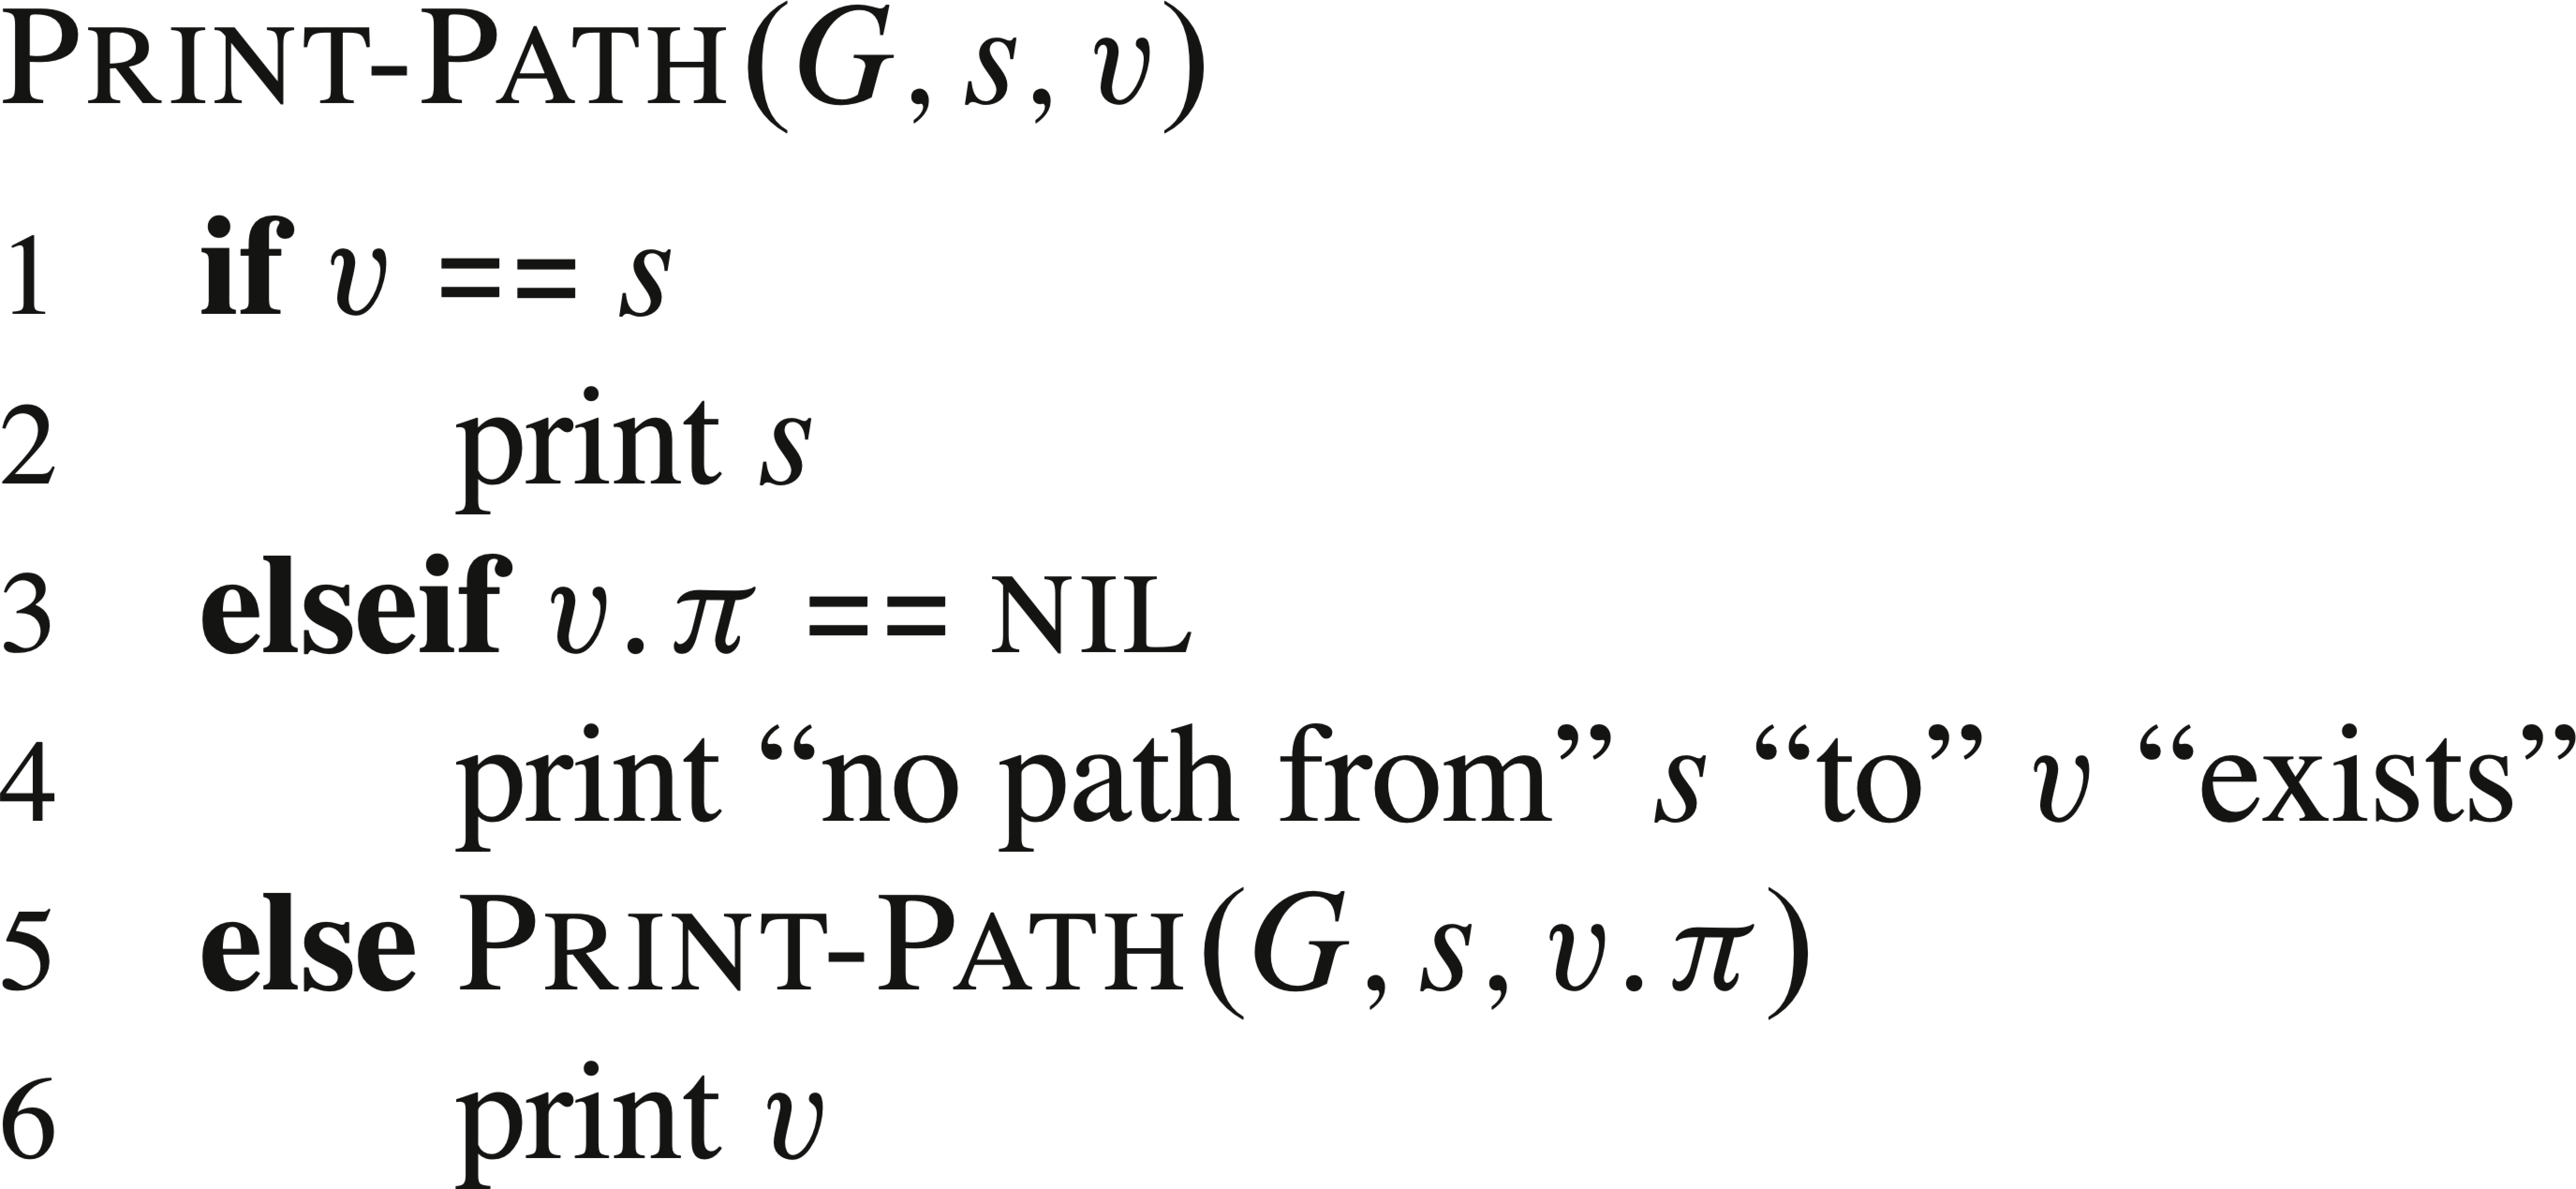 PRINT-PATH(G, s, v)
1 if v == s
2 print s
3 elseif v.π == NIL
4 print “no path from” s “to” v “exists”
5 else PRINT-PATH(G, s, v.π)
6 print v